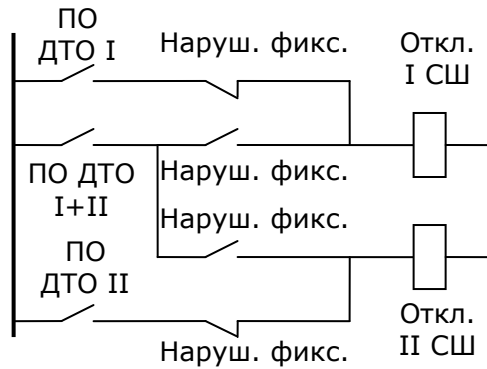 ПО
ДТО I
Наруш. фикс.
Откл.
I СШ
ПО ДТО
I+II
Наруш. фикс.
Наруш. фикс.
ПО
ДТО II
Наруш. фикс.
Откл.
II СШ